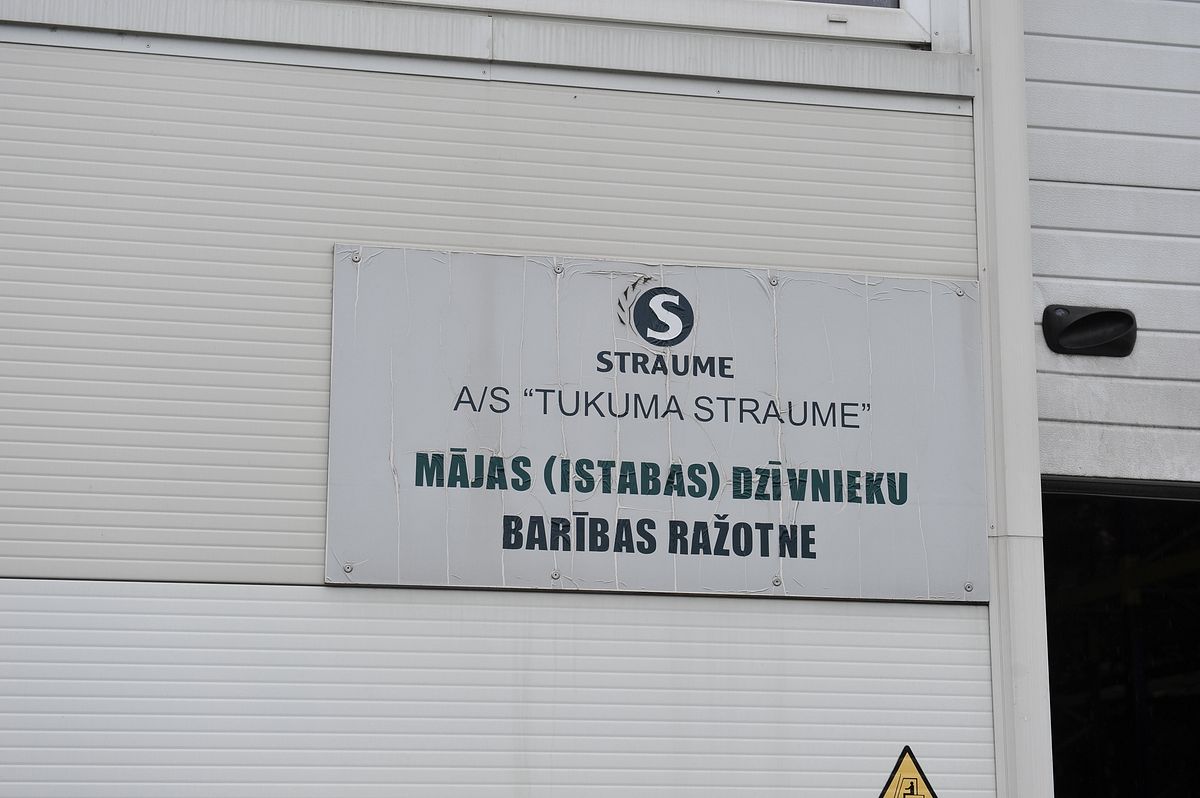 S
STRAUME
A/S “TUKUMA STRAUME”
MĀJAS (ISTABAS) DZĪVNIEKU
BARĪBAS RAŽOTNE